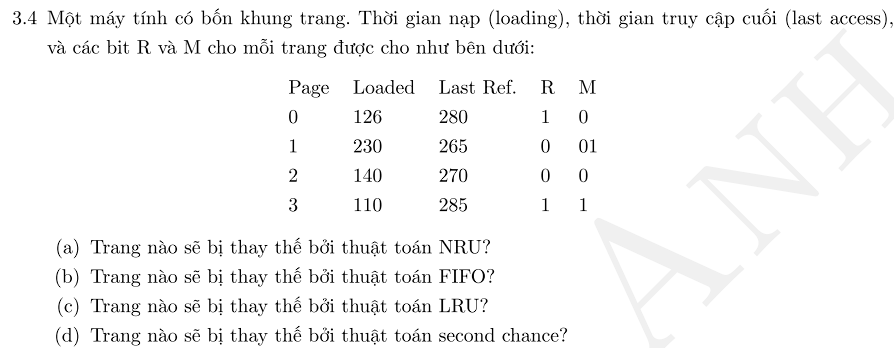 3.4 Một máy tính có bốn khung trang. Thời gian nạp (loading), thời gian truy cập cuối (last access),
và các bit R và M cho mỗi trang được cho như bên dưới:
Page Loaded Last Ref. R M
0 126 280 1 0
1 230 265 0 01
2 140 270 0 0
3 110 285 1 1
(a) Trang nào sẽ bị thay thế bởi thuật toán NRU?
(b) Trang nào sẽ bị thay thế bởi thuật toán FIFO?
(c) Trang nào sẽ bị thay thế bởi thuật toán LRU?
(d) Trang nào sẽ bị thay thế bởi thuật toán second chance?
ANH